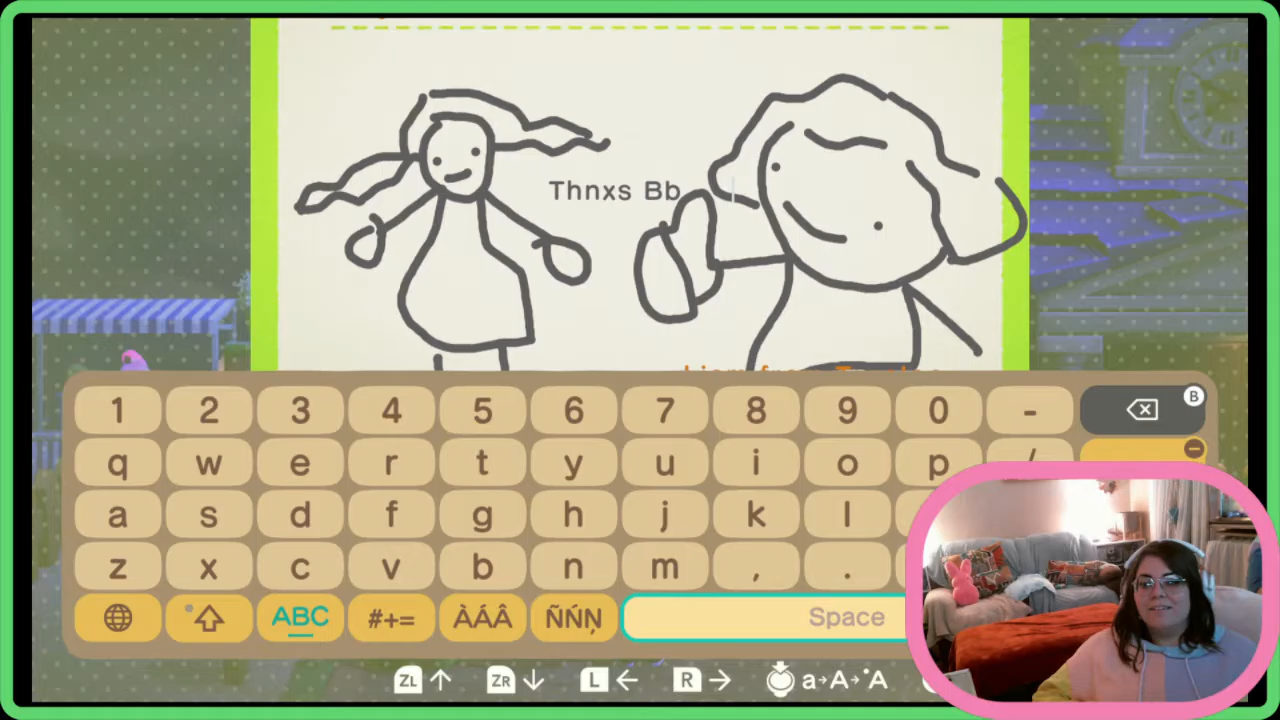 Thnxs Bb
1 2 3 4 5 6 7 8 9 0 - B
q w e r t y u i o p /
a s d f g h j k l
z x c v b n m , .
ABC #+= ÀÁÂ ÑŃŅ Space
ZL ↑ ZR ↓ L ← R → a→A→•A